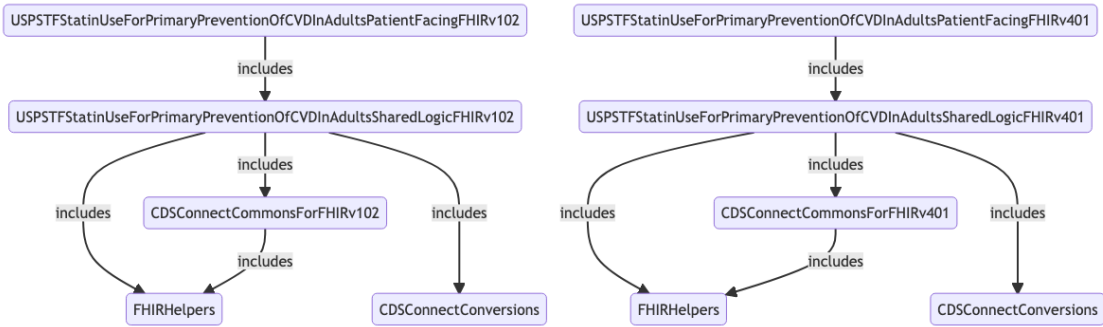 USPSTFStatinUseForPrimaryPreventionOfCVDInAdultsPatientFacingFHIRv102
includes
USPSTFStatinUseForPrimaryPreventionOfCVDInAdultsSharedLogicFHIRv102
includes
includes
CDSConnectCommonsForFHIRv102
includes
includes
FHIRHelpers
CDSConnectConversions
USPSTFStatinUseForPrimaryPreventionOfCVDInAdultsPatientFacingFHIRv401
includes
USPSTFStatinUseForPrimaryPreventionOfCVDInAdultsSharedLogicFHIRv401
includes
includes
CDSConnectCommonsForFHIRv401
includes
includes
FHIRHelpers
CDSConnectConversions